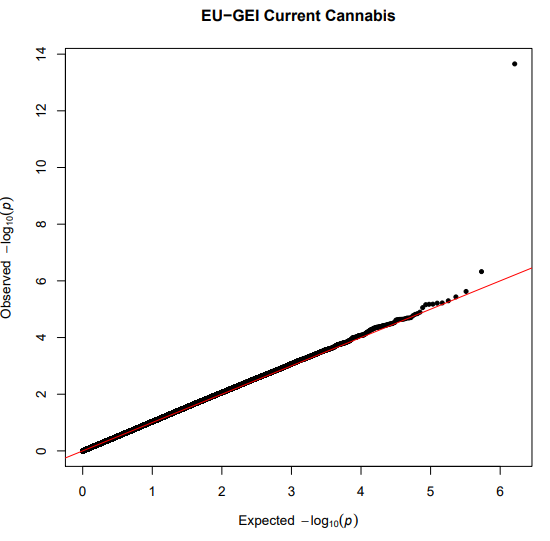 EU−GEI Current Cannabis
14
12
10
8
6
4
2
0
Observed −log₁₀(p)
0 1 2 3 4 5 6
Expected −log₁₀(p)